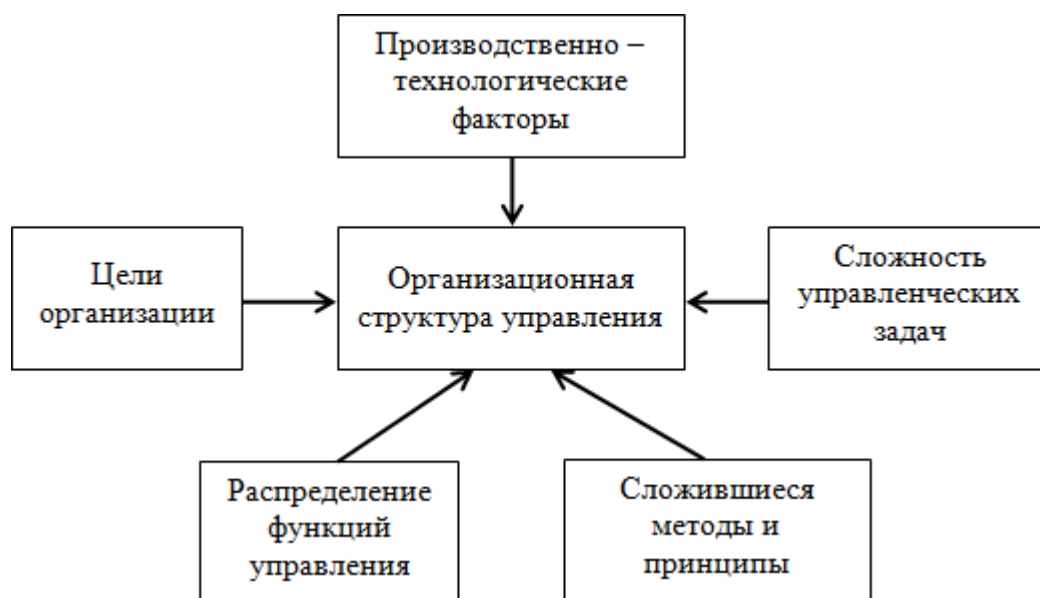 Производственно –
технологические
факторы
Цели
организации
Организационная
структура управления
Сложность
управленческих
задач
Распределение
функций
управления
Сложившиеся
методы и
принципы